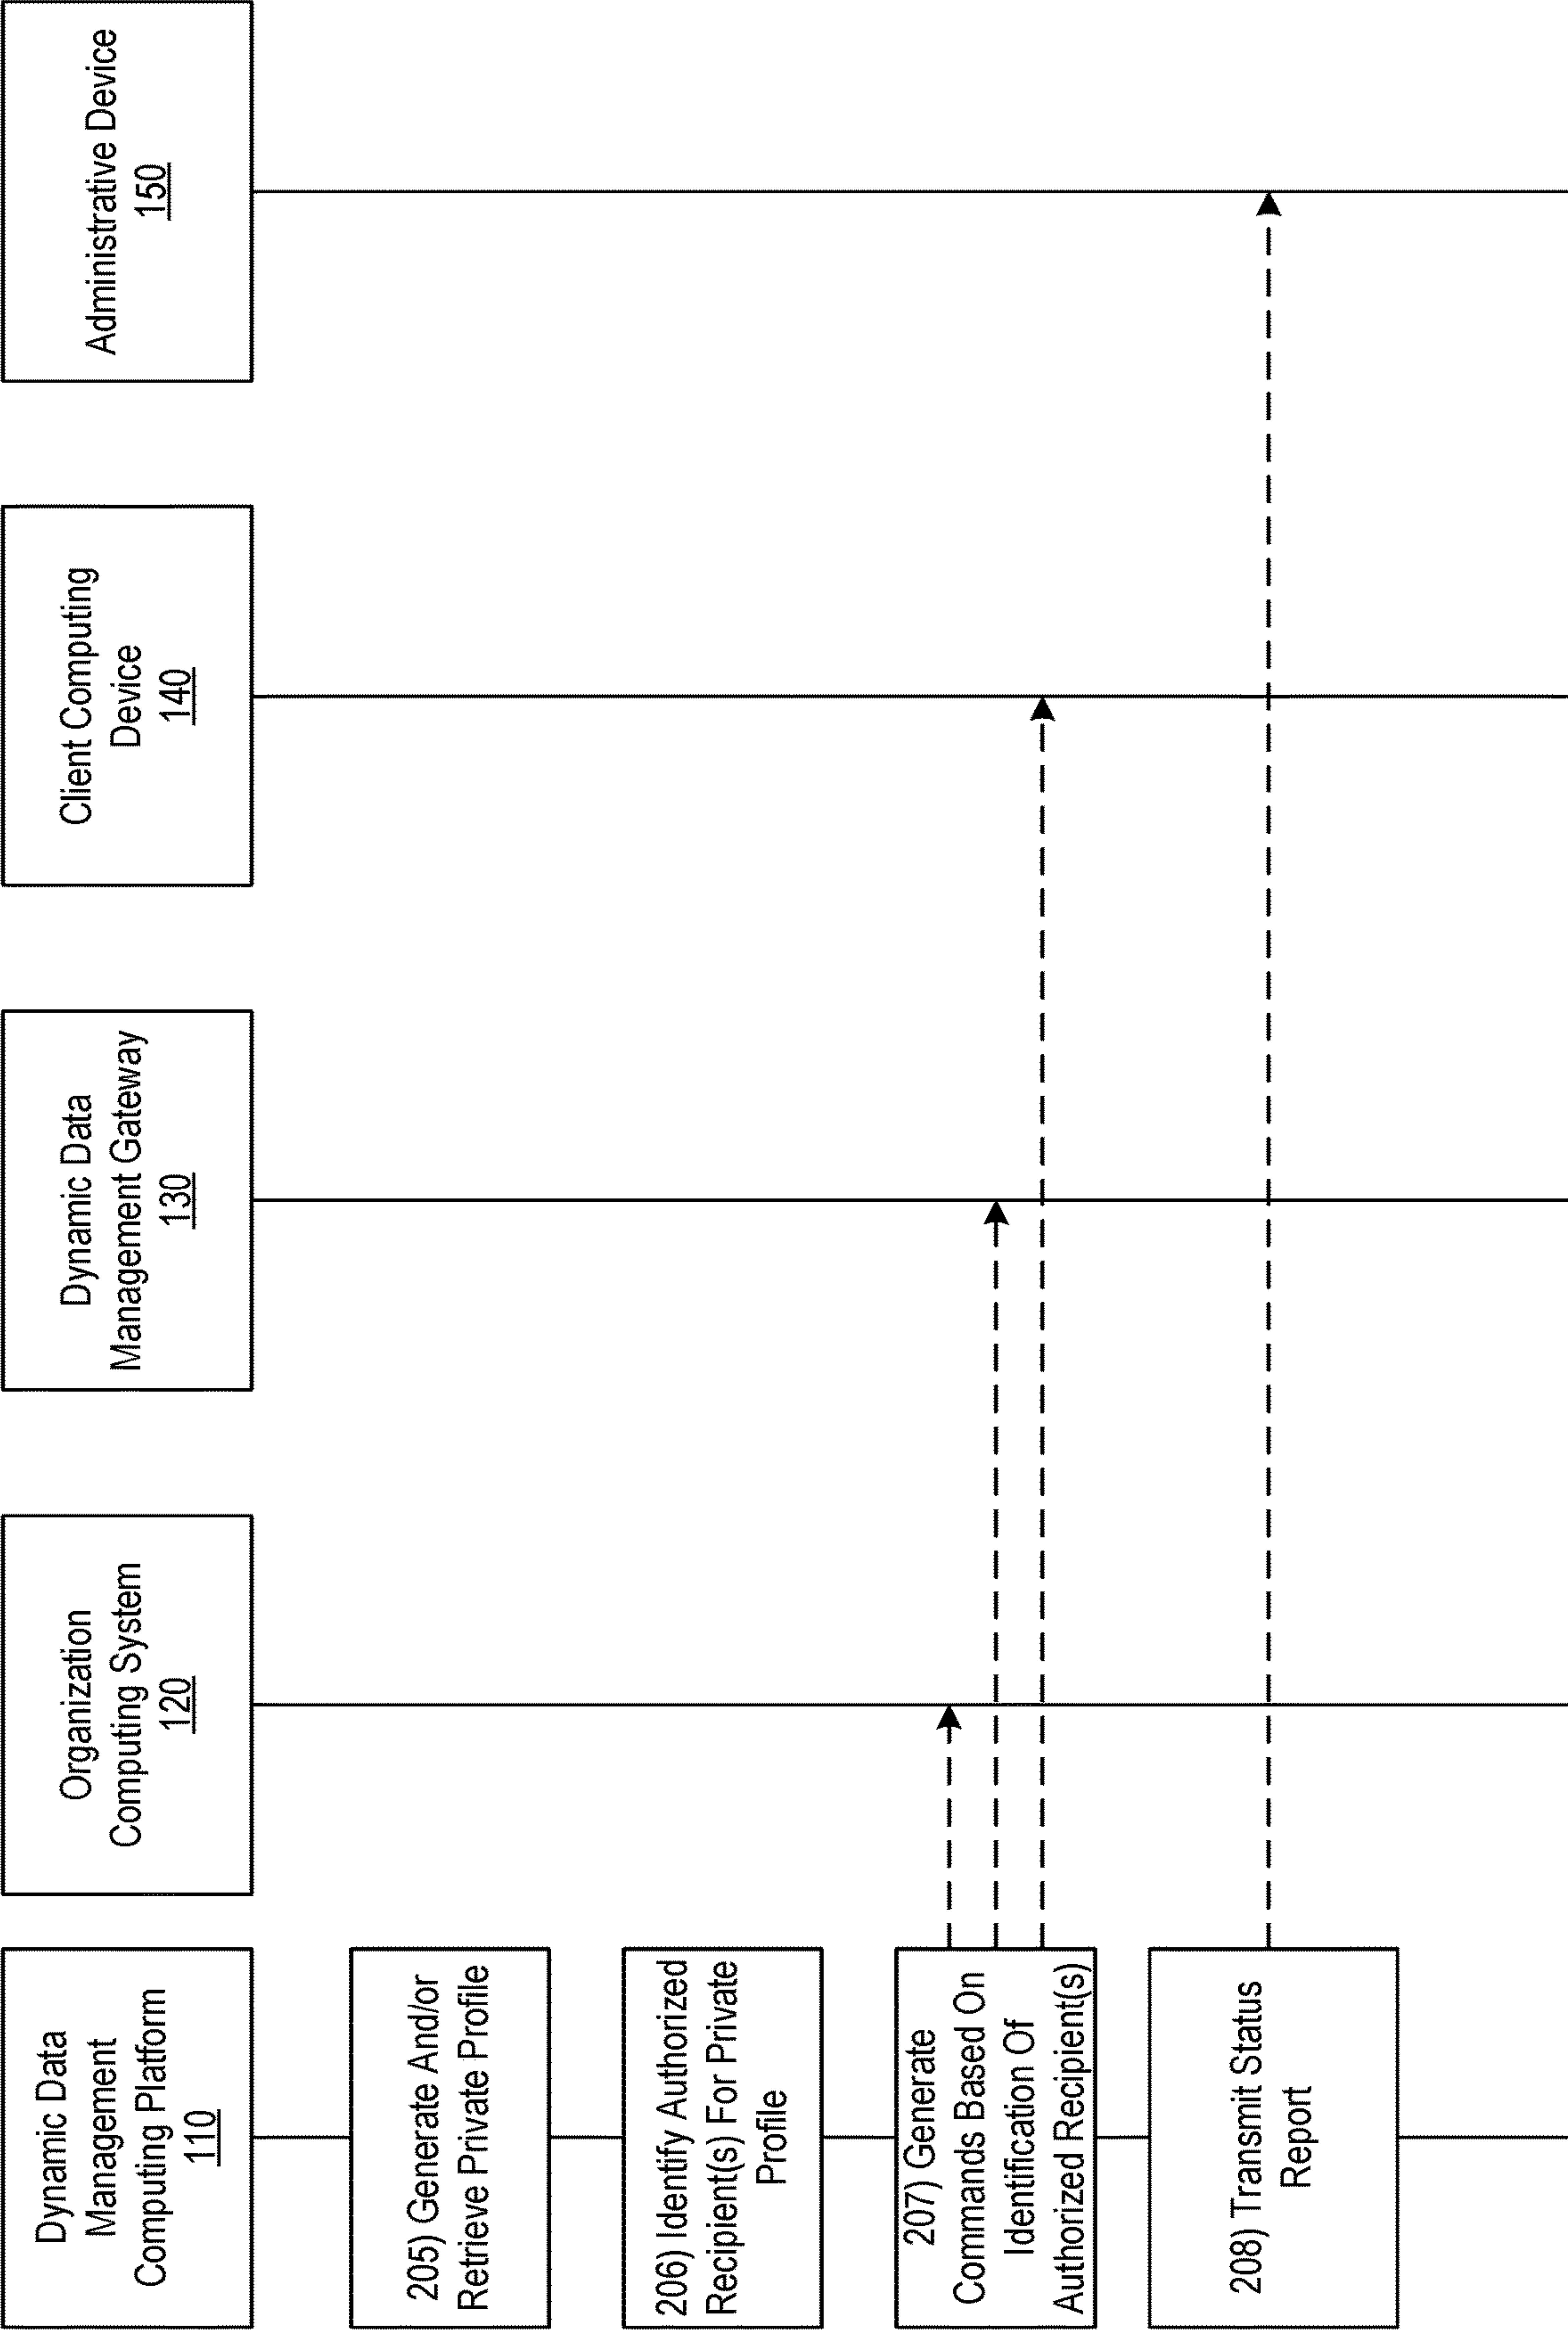 Dynamic Data
Management
Computing Platform
110
Organization
Computing System
120
Dynamic Data
Management Gateway
130
Client Computing
Device
140
Administrative Device
150
205) Generate And/or
Retrieve Private Profile
206) Identify Authorized
Recipient(s) For Private
Profile
207) Generate
Commands Based On
Identification Of
Authorized Recipient(s)
208) Transmit Status
Report